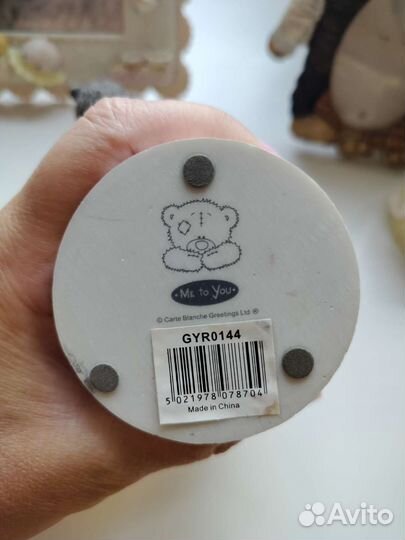 • ME to You •
© Carte Blanche Greetings Ltd ®
GYR0144
5 021978 078704
Made in China
Avito